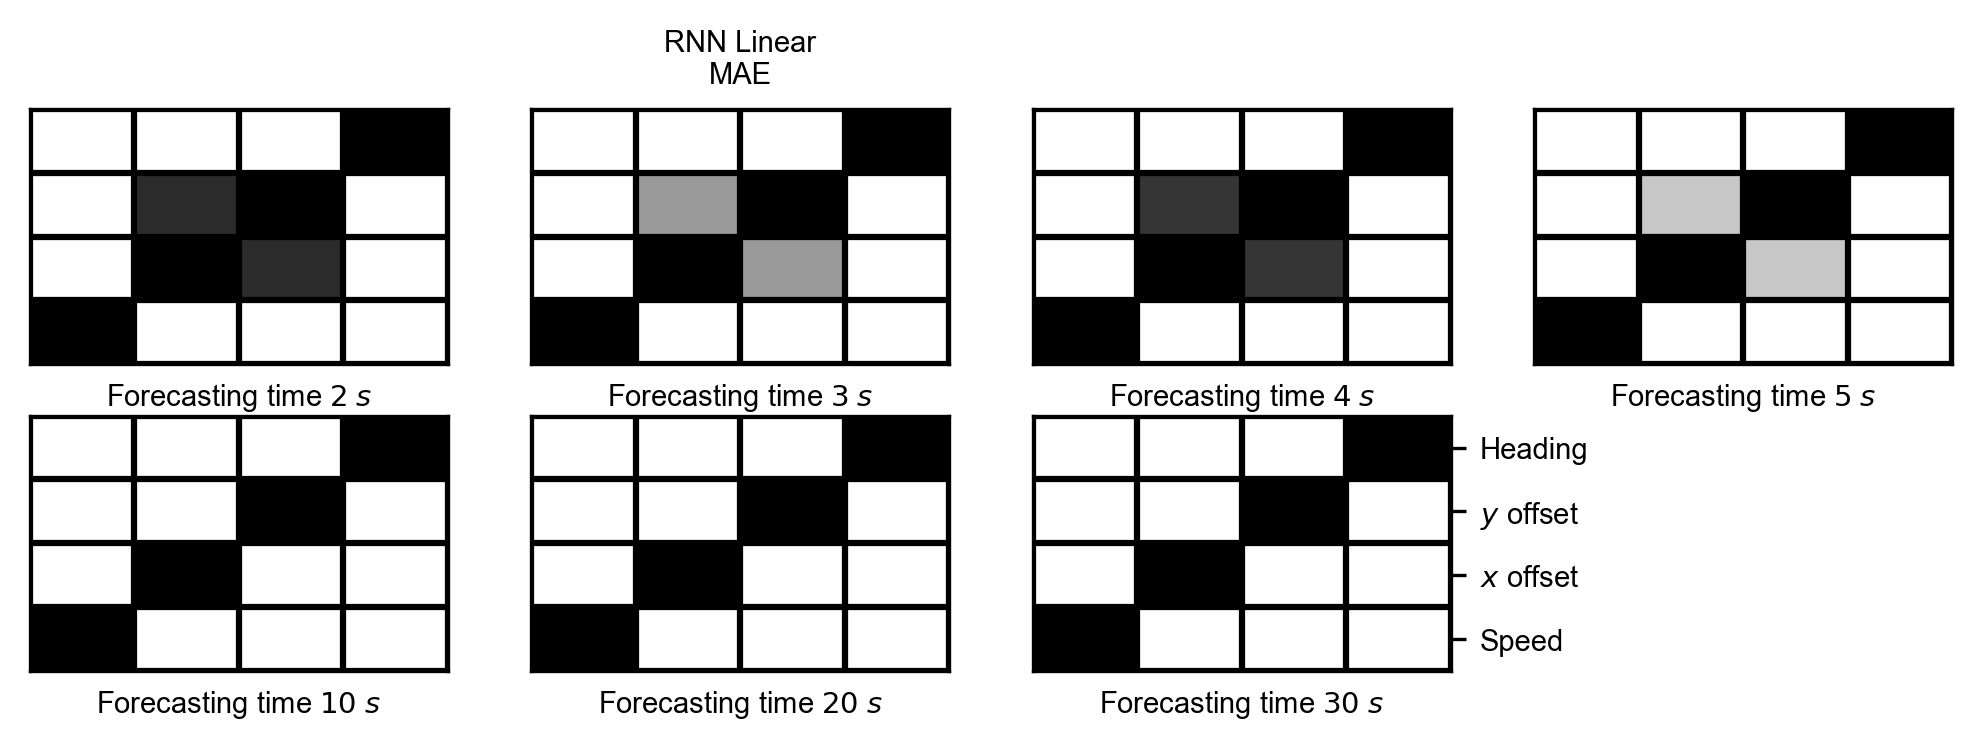 RNN Linear
MAE
Forecasting time 2 s
Forecasting time 3 s
Forecasting time 4 s
Forecasting time 5 s
Heading
y offset
x offset
Speed
Forecasting time 10 s
Forecasting time 20 s
Forecasting time 30 s